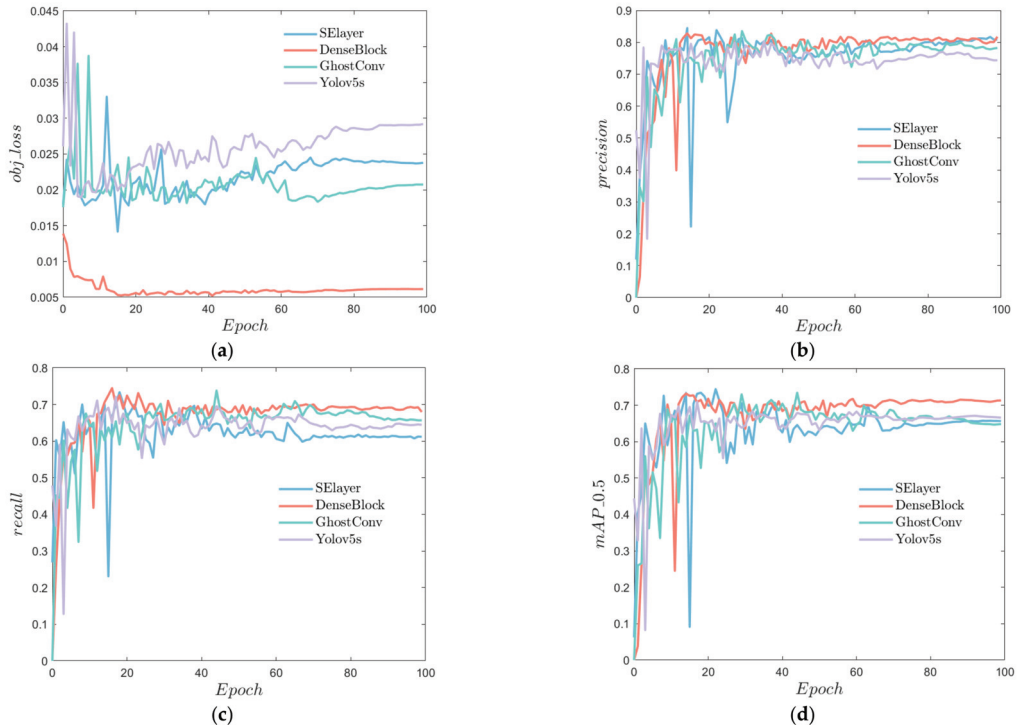 0.045
0.04
0.035
0.03
0.025
0.02
0.015
0.01
0.005
obj_loss
0 20 40 60 80 100
Epoch
SElayer
DenseBlock
GhostConv
Yolov5s
(a)
0.9
0.8
0.7
0.6
0.5
0.4
0.3
0.2
0.1
0
precision
0 20 40 60 80 100
Epoch
SElayer
DenseBlock
GhostConv
Yolov5s
(b)
0.8
0.7
0.6
0.5
0.4
0.3
0.2
0.1
0
recall
0 20 40 60 80 100
Epoch
SElayer
DenseBlock
GhostConv
Yolov5s
(c)
0.8
0.7
0.6
0.5
0.4
0.3
0.2
0.1
0
mAP_0.5
0 20 40 60 80 100
Epoch
SElayer
DenseBlock
GhostConv
Yolov5s
(d)